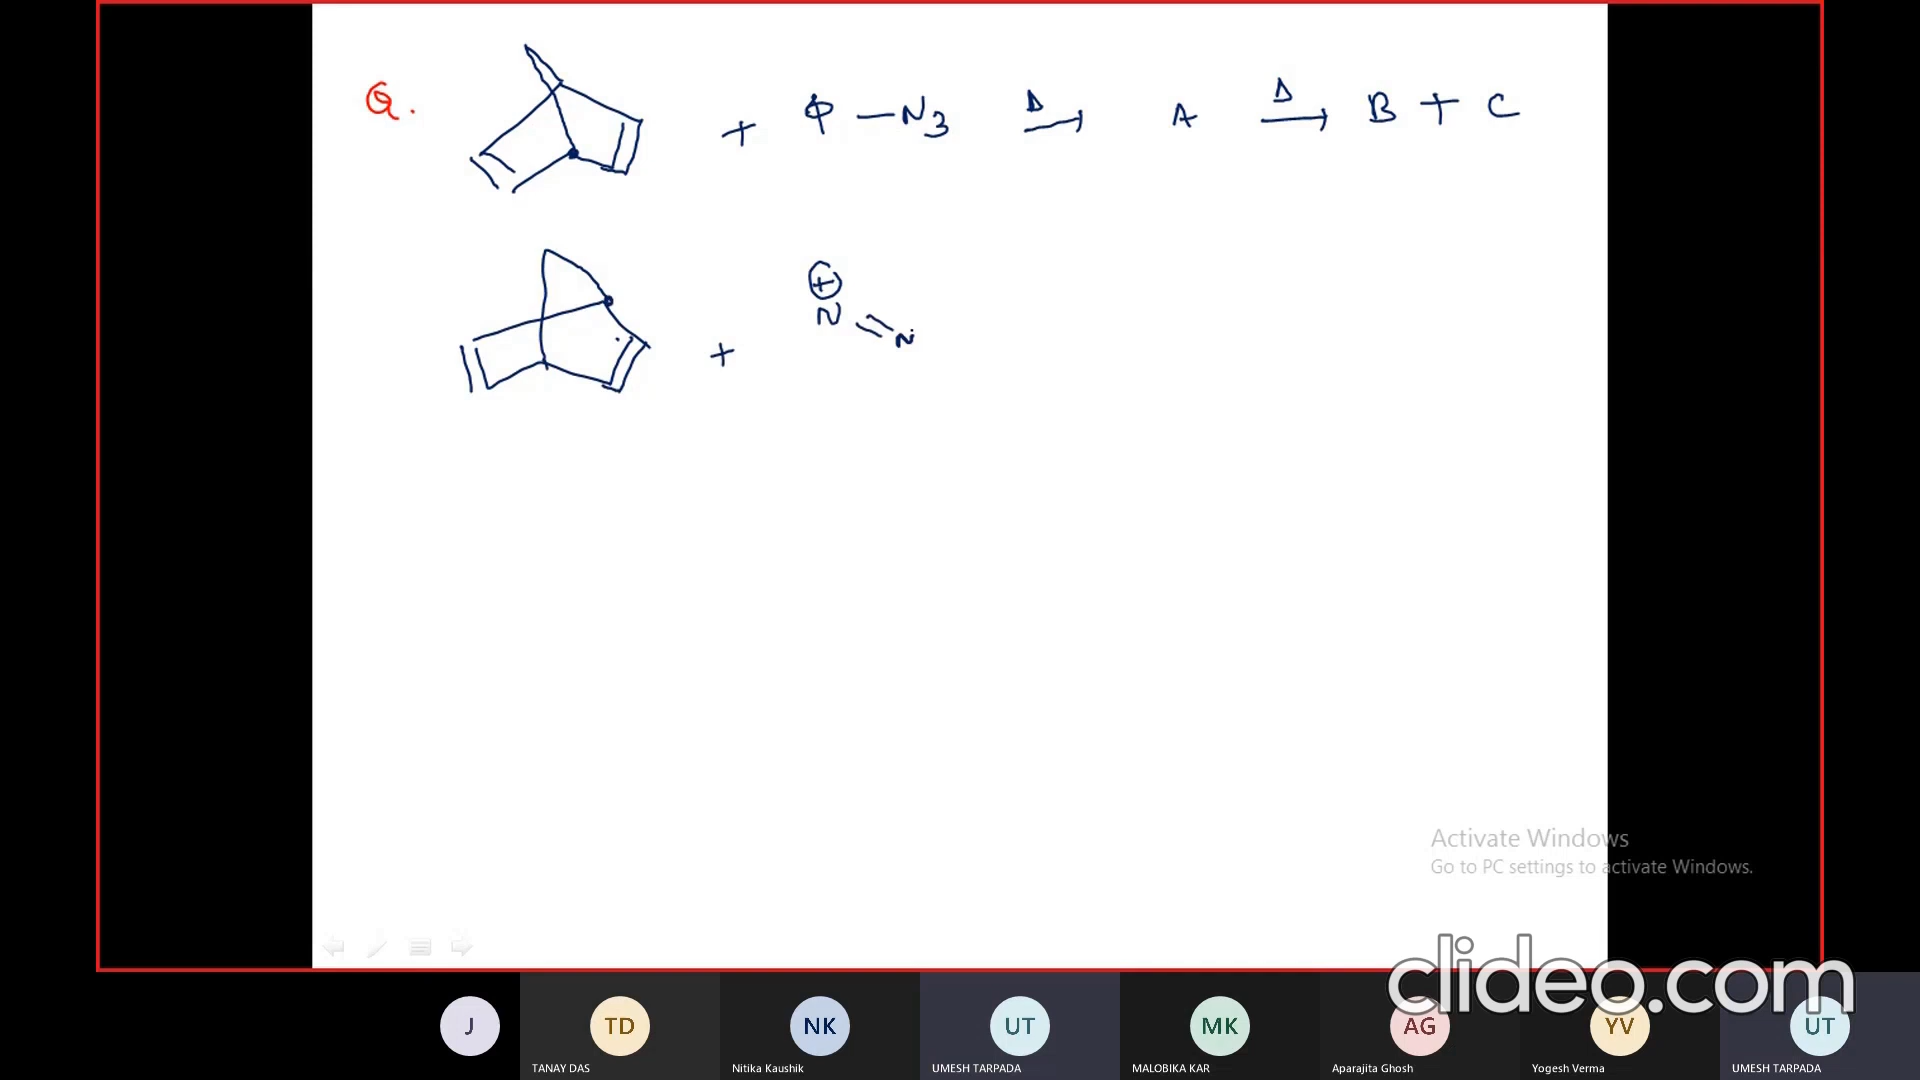 Q.
+ Φ—N3 Δ→ A Δ→ B + C
+ ⊕
N=N
Activate Windows
Go to PC settings to activate Windows.
clideo.com
J TD NK UT MK AG YV UT
TANAY DAS Nitika Kaushik UMESH TARPADA MALOBIKA KAR Aparajita Ghosh Yogesh Verma UMESH TARPADA